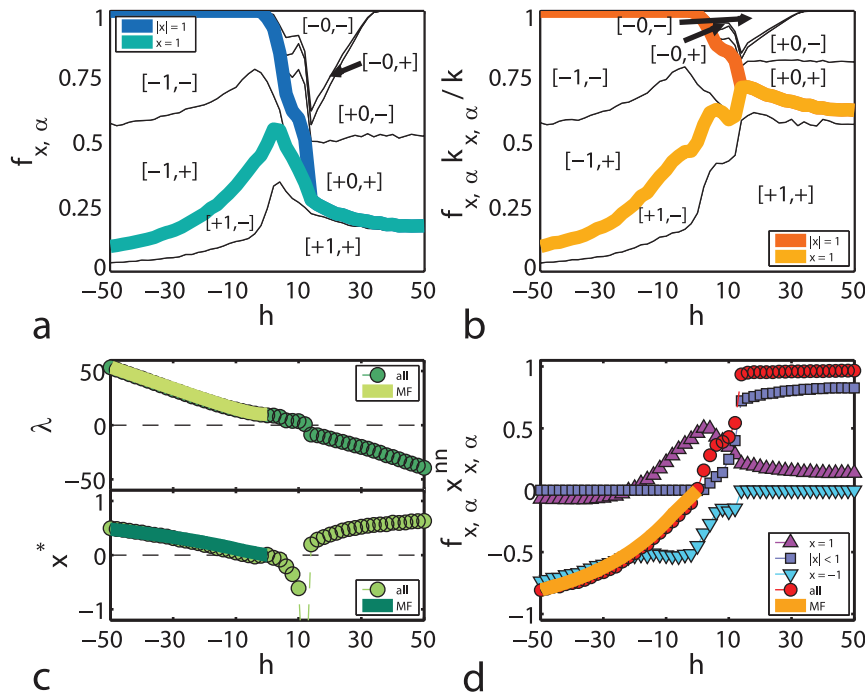 f x, α
1
0.75
0.5
0.25
0
|x| = 1
x = 1
[−0,−]
[−0,+]
[−1,−]
[+0,−]
[−1,+]
[+0,+]
[+1,−]
[+1,+]
−50 −30 −10 10 30 50
h
a
f x, α k x, α / k
1
0.75
0.5
0.25
0
[−0,−]
[−0,+]
[+0,−]
[−1,−]
[+0,+]
[−1,+]
[+1,−]
[+1,+]
|x| = 1
x = 1
−50 −30 −10 10 30 50
h
b
λ
50
0
−50
all
MF
x*
1
0
−1
all
MF
−50 −30 −10 10 30 50
h
c
f x, α x nn x, α
1
0.5
0
−0.5
−1
x = 1
|x| < 1
x = −1
all
MF
−50 −30 −10 10 30 50
h
d